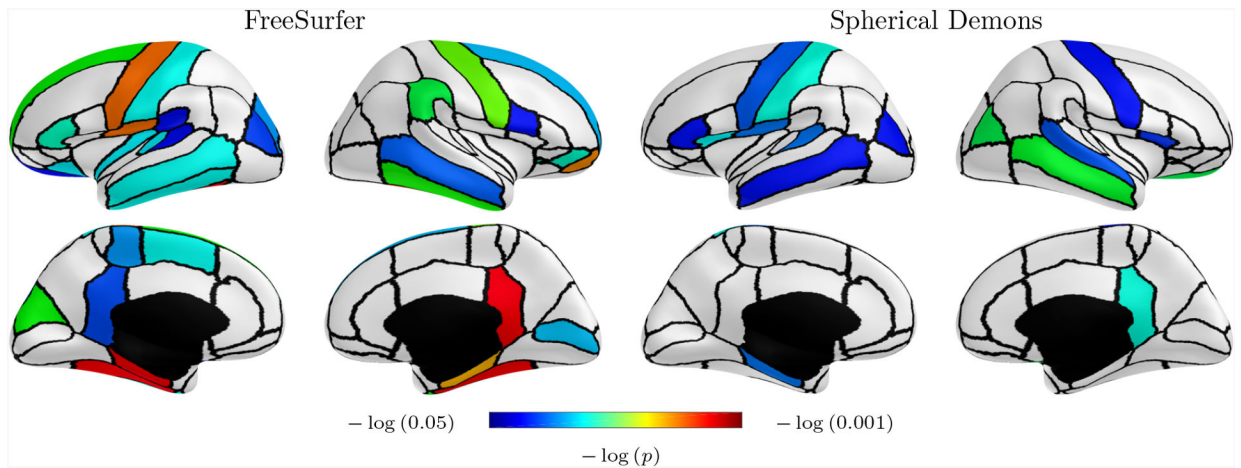 FreeSurfer
Spherical Demons
− log (0.05)
− log (0.001)
− log (p)